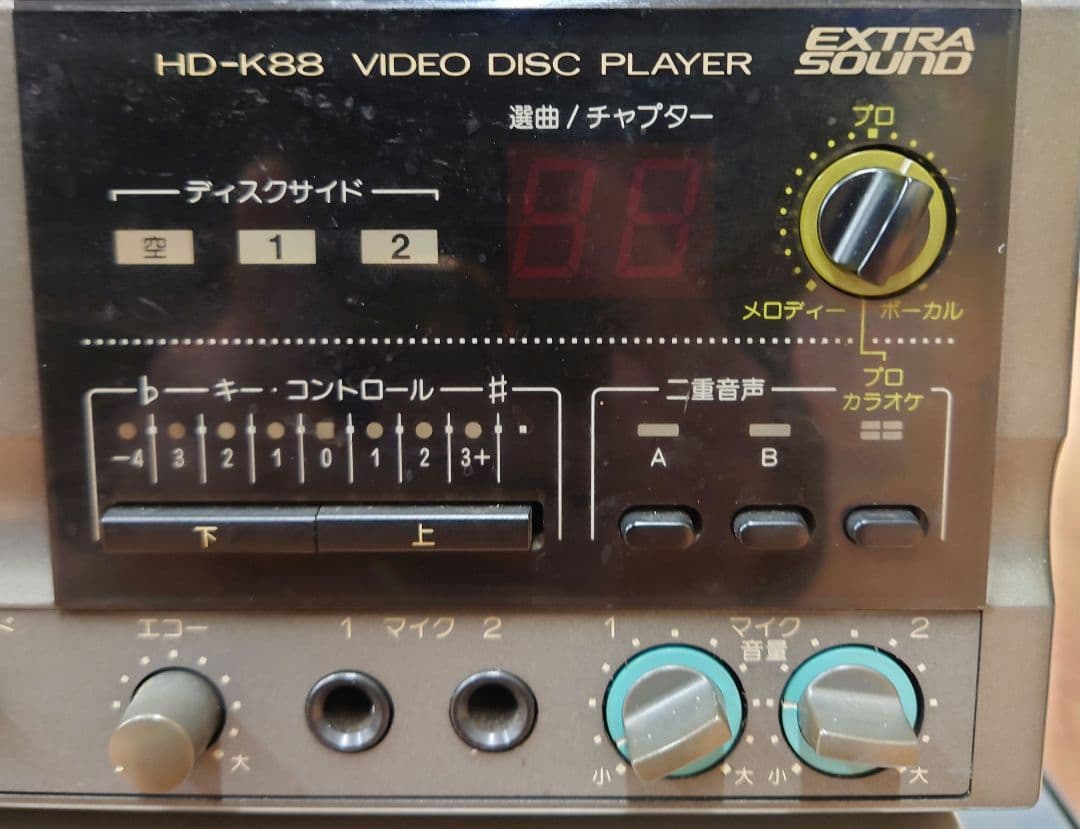 HD-K88 VIDEO DISC PLAYER
EXTRA
SOUND
選曲/チャプター
プロ
ディスクサイド
空 1 2
メロディー ボーカル
♭ キー・コントロール ♯
二重音声
プロ
カラオケ
−4 3 2 1 0 1 2 3+
A B
下 上
エコー
1 マイク 2
1 マイク 2
音量
大
小 大 小 大